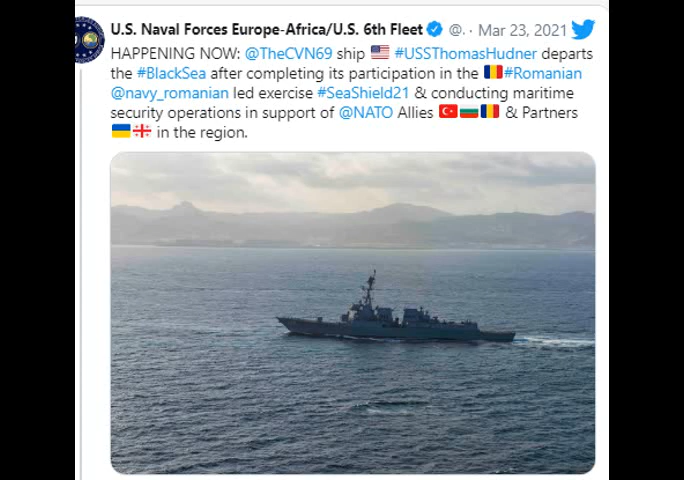 U.S. Naval Forces Europe-Africa/U.S. 6th Fleet @. · Mar 23, 2021
HAPPENING NOW: @TheCVN69 ship 🇺🇸 #USSThomasHudner departs
the #BlackSea after completing its participation in the 🇷🇴#Romanian
@navy_romanian led exercise #SeaShield21 & conducting maritime
security operations in support of @NATO Allies 🇹🇷🇧🇬🇷🇴 & Partners
🇺🇦🇬🇪 in the region.